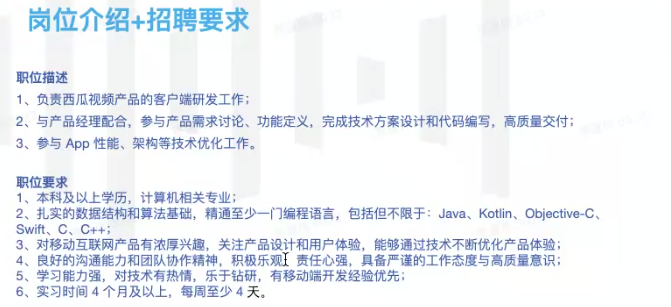 岗位介绍+招聘要求
职位描述
1、负责西瓜视频产品的客户端研发工作；
2、与产品经理配合，参与产品需求讨论、功能定义，完成技术方案设计和代码编写，高质量交付；
3、参与 App 性能、架构等技术优化工作。
职位要求
1、本科及以上学历，计算机相关专业；
2、扎实的数据结构和算法基础，精通至少一门编程语言，包括但不限于：Java、Kotlin、Objective-C、
Swift、C、C++；
3、对移动互联网产品有浓厚兴趣，关注产品设计和用户体验，能够通过技术不断优化产品体验；
4、良好的沟通能力和团队协作精神，积极乐观、责任心强，具备严谨的工作态度与高质量意识；
5、学习能力强，对技术有热情，乐于钻研，有移动端开发经验优先；
6、实习时间 4 个月及以上，每周至少 4 天。